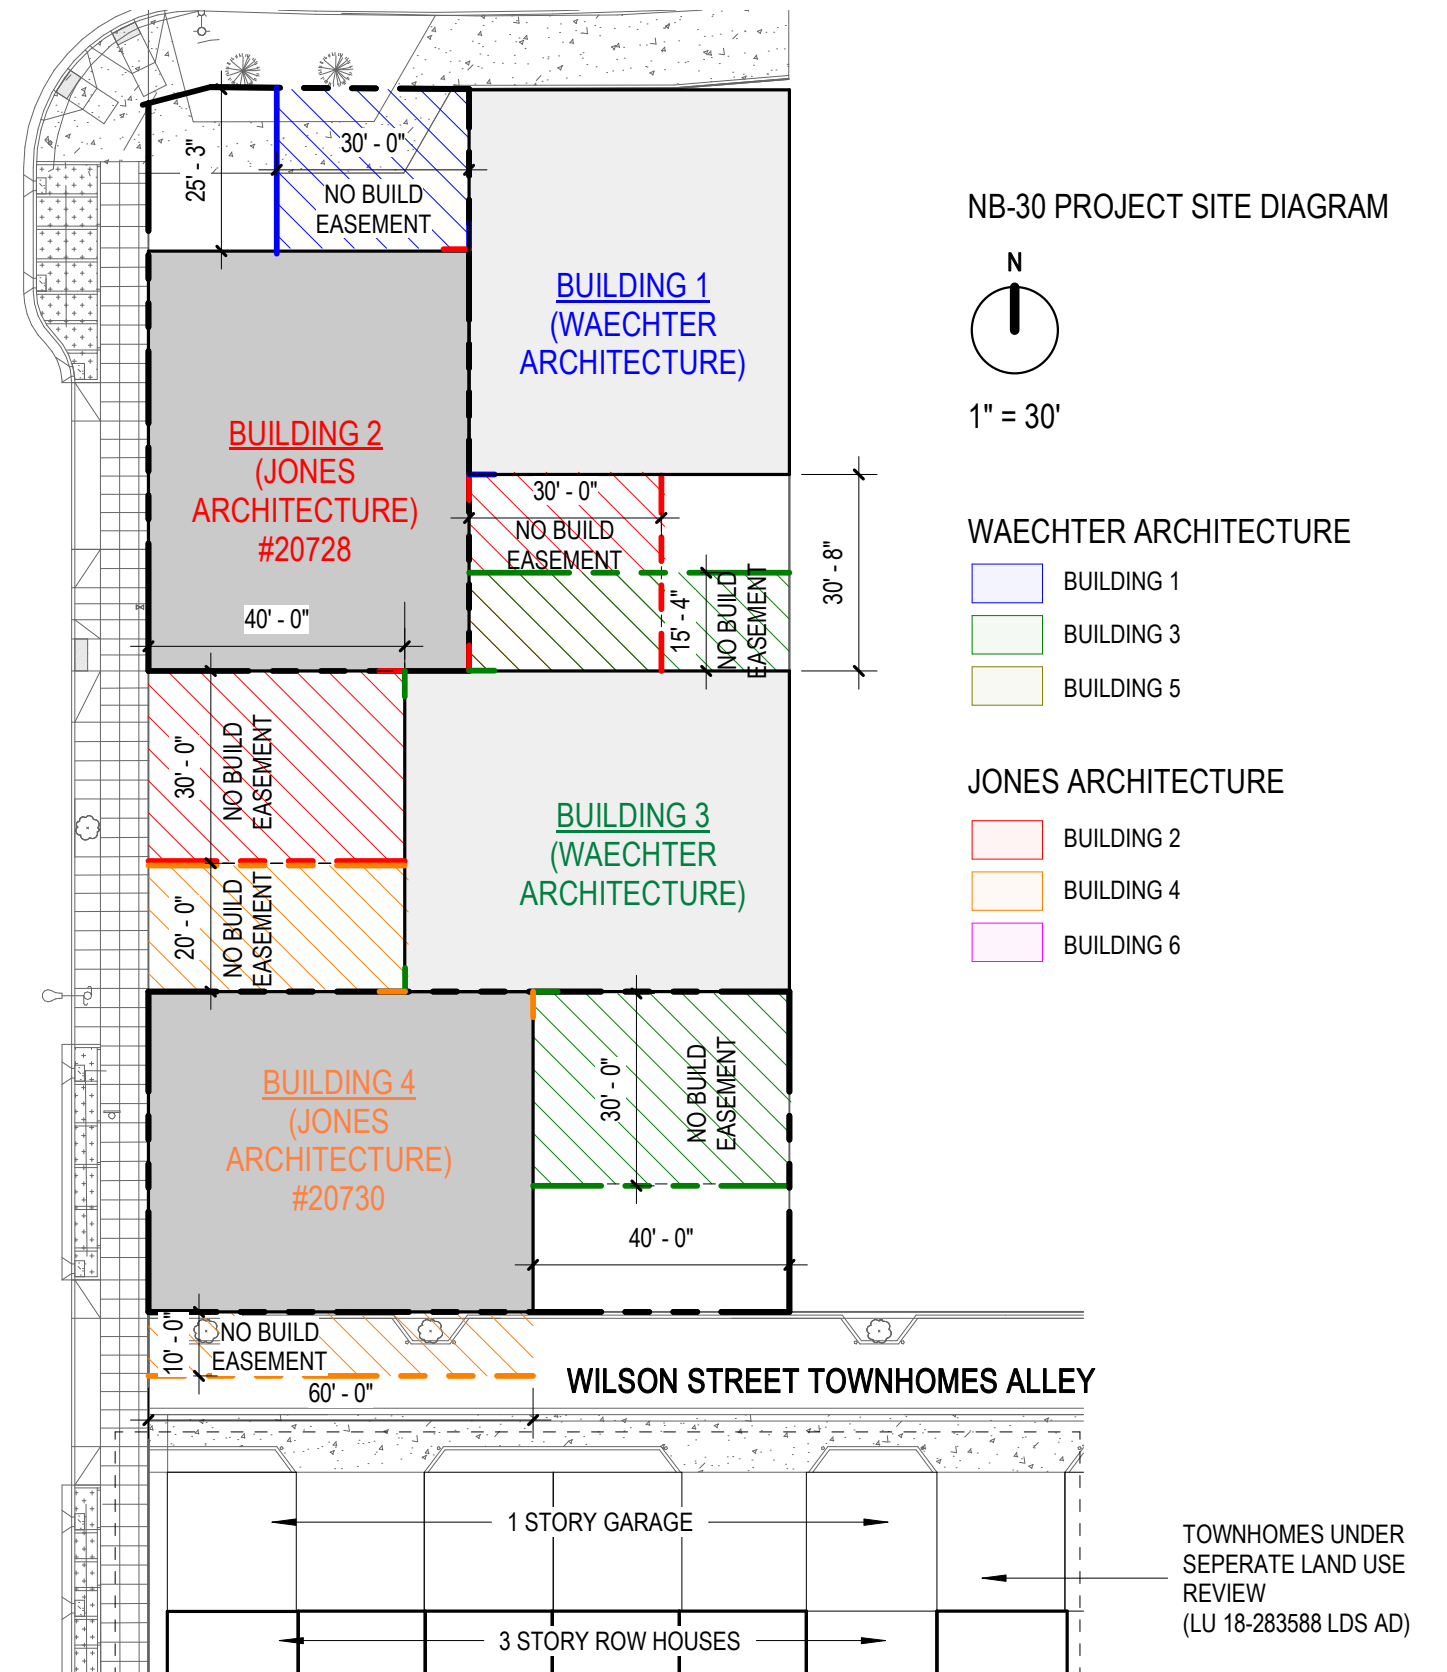 25' - 3"
30' - 0"
NO BUILD
EASEMENT
BUILDING 1
(WAECHTER
ARCHITECTURE)
NB-30 PROJECT SITE DIAGRAM
N
1" = 30'
BUILDING 2
(JONES
ARCHITECTURE)
#20728
40' - 0"
30' - 0"
NO BUILD
EASEMENT
15' - 4"
NO BUILD
EASEMENT
30' - 8"
WAECHTER ARCHITECTURE
BUILDING 1
BUILDING 3
BUILDING 5
JONES ARCHITECTURE
BUILDING 2
BUILDING 4
BUILDING 6
30' - 0"
NO BUILD
EASEMENT
20' - 0"
NO BUILD
EASEMENT
BUILDING 3
(WAECHTER
ARCHITECTURE)
BUILDING 4
(JONES
ARCHITECTURE)
#20730
30' - 0"
NO BUILD
EASEMENT
40' - 0"
10' - 0"
NO BUILD
EASEMENT
60' - 0"
WILSON STREET TOWNHOMES ALLEY
1 STORY GARAGE
3 STORY ROW HOUSES
TOWNHOMES UNDER
SEPERATE LAND USE
REVIEW
(LU 18-283588 LDS AD)